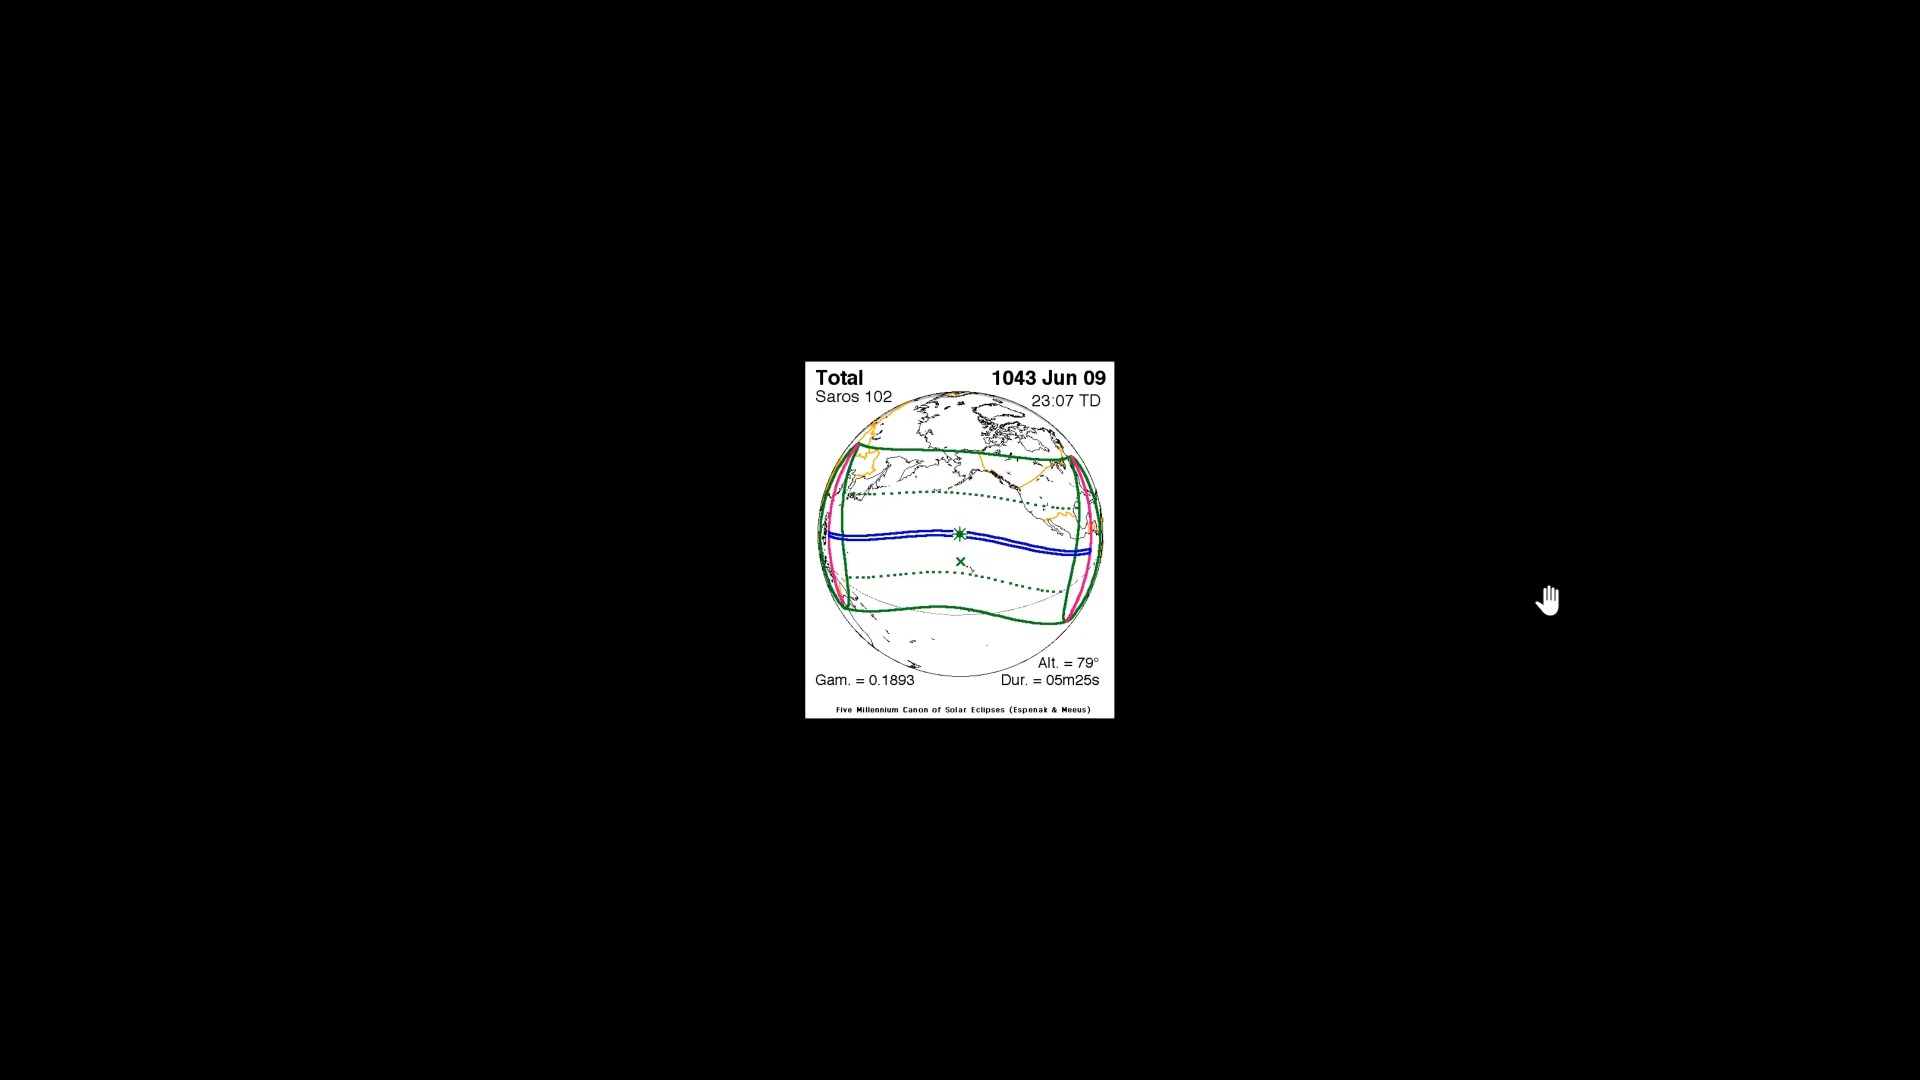 Total
1043 Jun 09
Saros 102
23:07 TD
Alt. = 79°
Gam. = 0.1893
Dur. = 05m25s
Five Millennium Canon of Solar Eclipses (Espenak & Meeus)